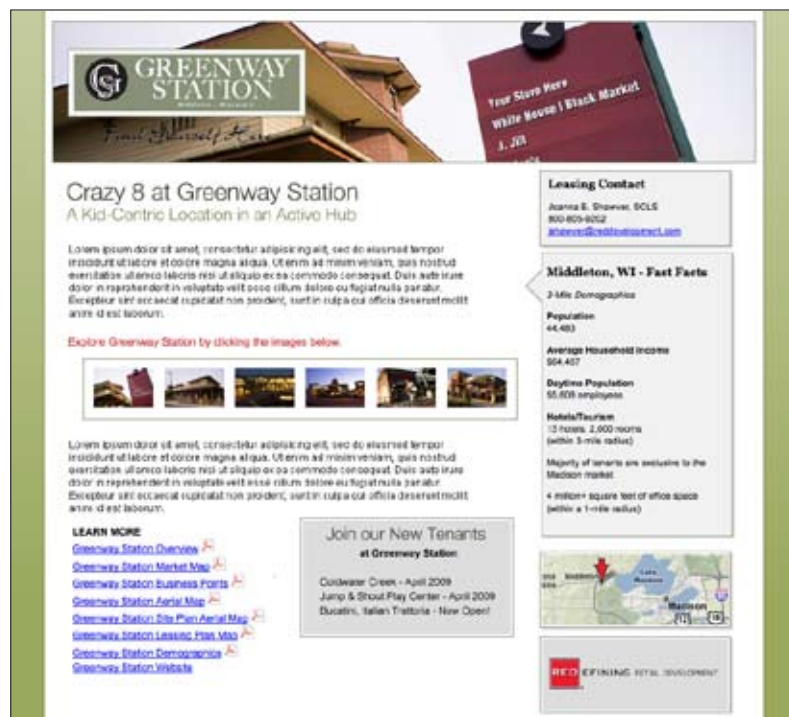 GREENWAY
STATION
Find Yourself Here
Your Store Here
White House | Black Market
J. Jill
Crazy 8 at Greenway Station
A Kid-Centric Location in an Active Hub
Lorem ipsum dolor sit amet, consectetur adipisicing elit, sed do eiusmod tempor
incididunt ut labore et dolore magna aliqua. Ut enim ad minim veniam, quis nostrud
exercitation ullamco laboris nisi ut aliquip ex ea commodo consequat. Duis aute irure
dolor in reprehenderit in voluptate velit esse cillum dolore eu fugiat nulla pariatur.
Excepteur sint occaecat cupidatat non proident, sunt in culpa qui officia deserunt mollit
anim id est laborum.
Explore Greenway Station by clicking the images below.
Lorem ipsum dolor sit amet, consectetur adipisicing elit, sed do eiusmod tempor
incididunt ut labore et dolore magna aliqua. Ut enim ad minim veniam, quis nostrud
exercitation ullamco laboris nisi ut aliquip ex ea commodo consequat. Duis aute irure
dolor in reprehenderit in voluptate velit esse cillum dolore eu fugiat nulla pariatur.
Excepteur sint occaecat cupidatat non proident, sunt in culpa qui officia deserunt mollit
anim id est laborum.
LEARN MORE
Greenway Station Overview
Greenway Station Market Map
Greenway Station Business Points
Greenway Station Aerial Map
Greenway Station Site Plan Aerial Map
Greenway Station Leasing Plan Map
Greenway Station Demographics
Greenway Station Website
Join our New Tenants
at Greenway Station
Coldwater Creek - April 2009
Jump & Shout Play Center - April 2009
Bucatini, Italian Trattoria - Now Open!
Leasing Contact
Joanna E. Shawver, SCLS
Middleton, WI - Fast Facts
3-Mile Demographics
Population
Average Household Income
Daytime Population
employees
Hotels/Tourism
13 hotels, 2,000 rooms
Majority of tenants are exclusive to the
Madison market
4 million+ square feet of office space
(within a 1-mile radius)
Madison
RED EFINING RETAIL DEVELOPMENT